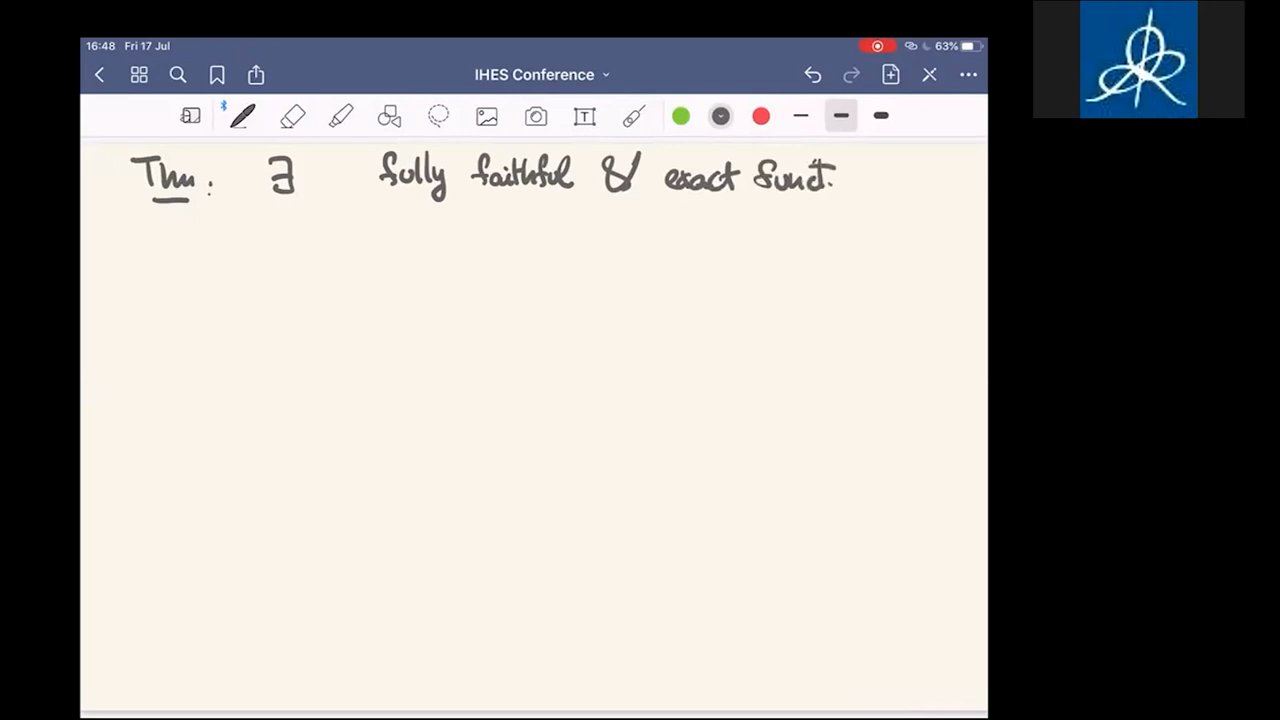 16:48 Fri 17 Jul
63%
IHES Conference
T
Thm: ∃ fully faithful & exact funct.